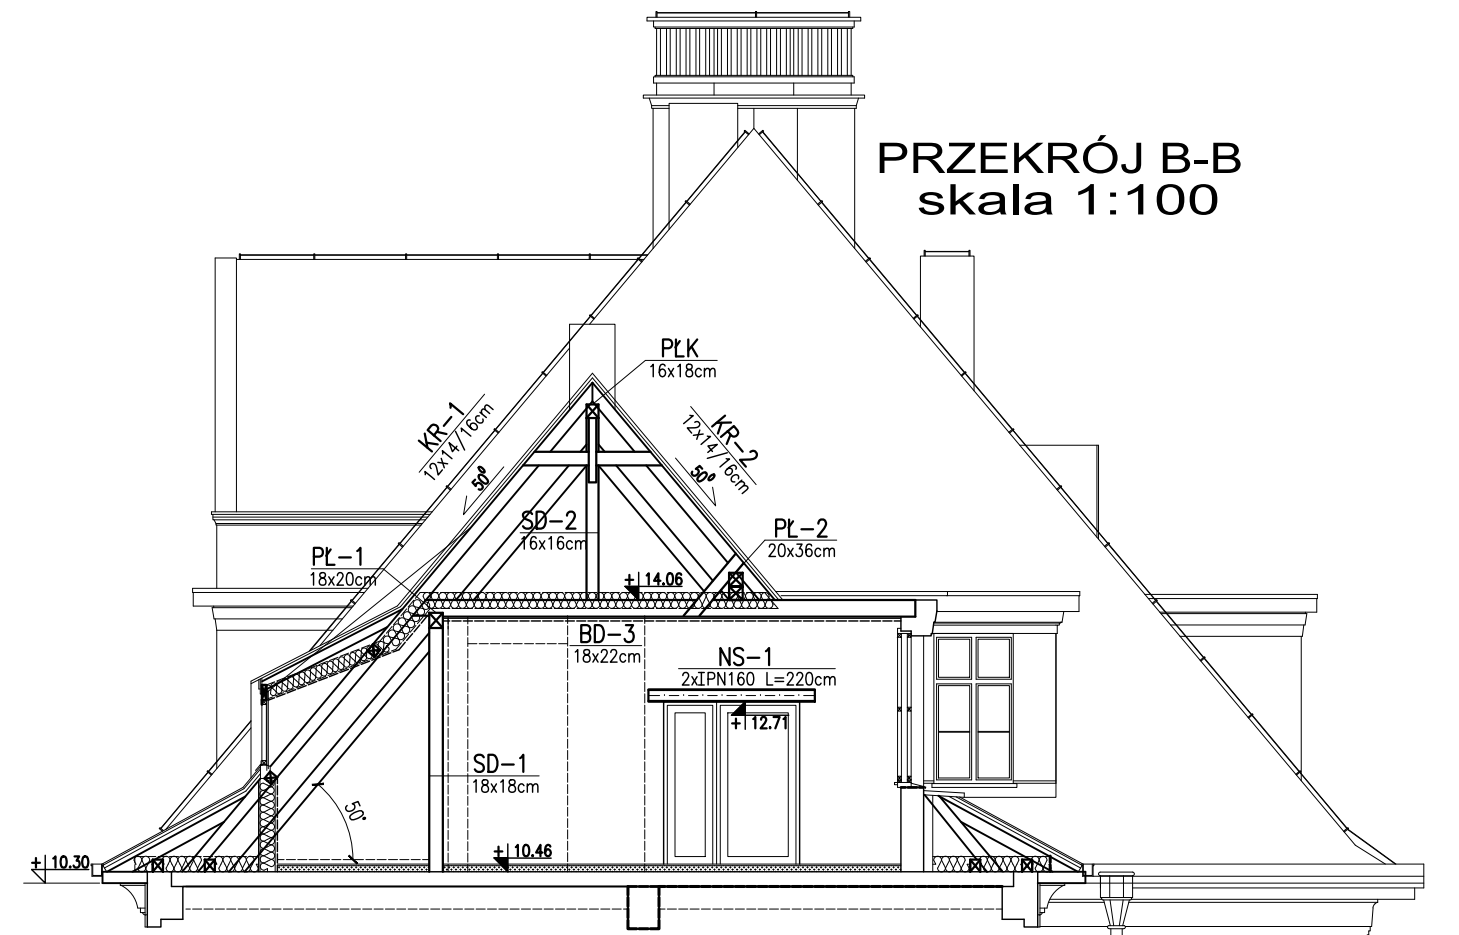 PRZEKRÓJ B-B
skala 1:100
PŁK
16x18cm
KR-1
12x14/16cm
50°
KR-2
12x14/16cm
50°
SD-2
16x16cm
PŁ-2
20x36cm
PŁ-1
18x20cm
+14.06
BD-3
18x22cm
NS-1
2xIPN160 L=220cm
+12.71
SD-1
18x18cm
50°
+10.46
+10.30